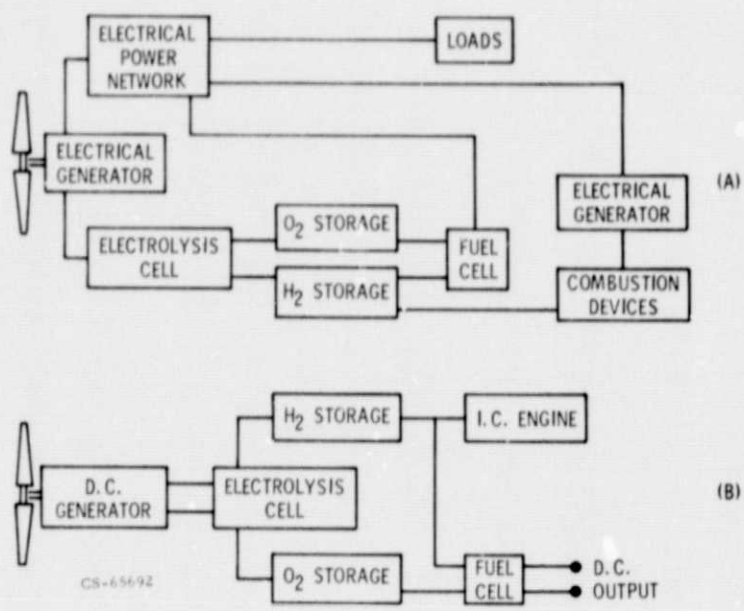 ELECTRICAL
POWER
NETWORK
LOADS
ELECTRICAL
GENERATOR
ELECTRICAL
GENERATOR
(A)
ELECTROLYSIS
CELL
O₂ STORAGE
H₂ STORAGE
FUEL
CELL
COMBUSTION
DEVICES
H₂ STORAGE
I.C. ENGINE
D.C.
GENERATOR
ELECTROLYSIS
CELL
(B)
O₂ STORAGE
FUEL
CELL
D.C.
OUTPUT
CS-65692